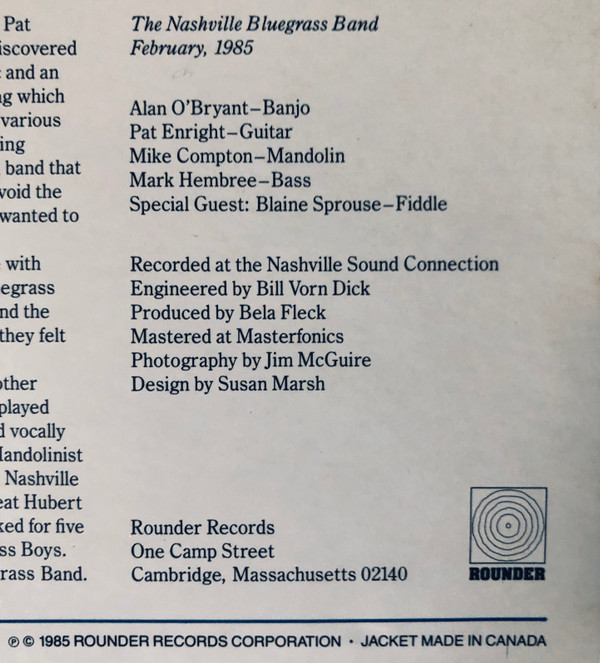 Pat
iscovered
and an
ng which
various
ing
band that
void the
wanted to
with
egrass
nd the
they felt
other
played
d vocally
Mandolinist
Nashville
eat Hubert
ked for five
ss Boys.
rass Band.
The Nashville Bluegrass Band
February, 1985
Alan O'Bryant–Banjo
Pat Enright–Guitar
Mike Compton–Mandolin
Mark Hembree–Bass
Special Guest: Blaine Sprouse–Fiddle
Recorded at the Nashville Sound Connection
Engineered by Bill Vorn Dick
Produced by Bela Fleck
Mastered at Masterfonics
Photography by Jim McGuire
Design by Susan Marsh
Rounder Records
One Camp Street
Cambridge, Massachusetts 02140
ROUNDER
℗ © 1985 ROUNDER RECORDS CORPORATION · JACKET MADE IN CANADA